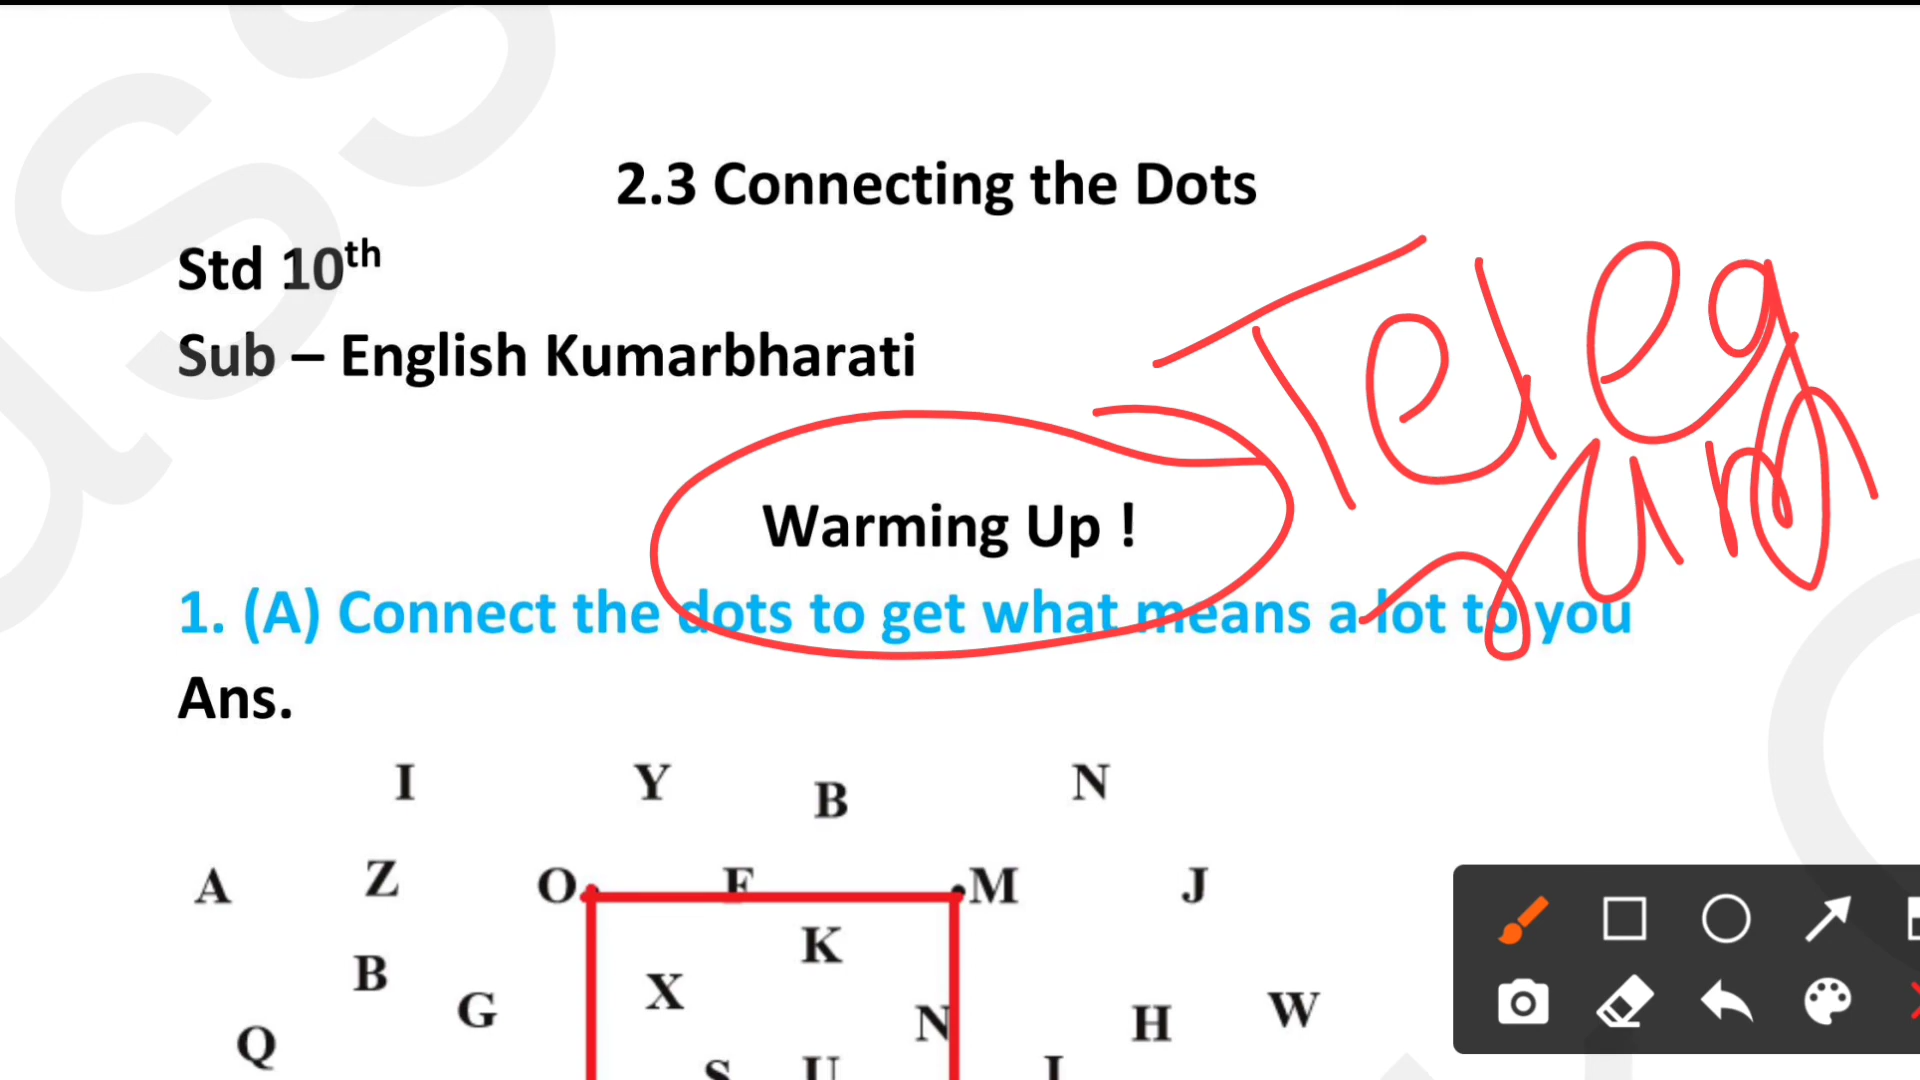 2.3 Connecting the Dots
Std 10th
Sub – English Kumarbharati
Teleg
Warming Up !
1. (A) Connect the dots to get what means a lot to you
Ans.
I Y B N
A Z O F M J
B X K
G N H W
Q S U I